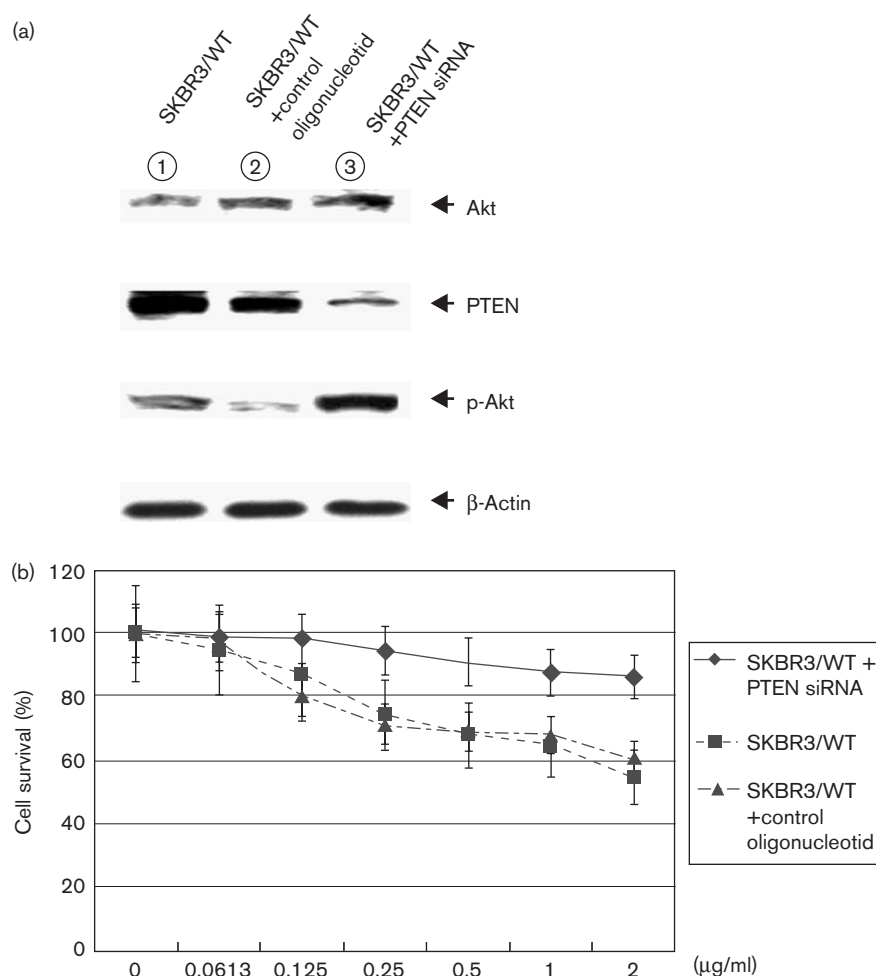 (a)
SKBR3/WT
SKBR3/WT
+control
oligonucleotid
SKBR3/WT
+PTEN siRNA
1
2
3
Akt
PTEN
p-Akt
β-Actin
(b)
120
100
80
60
40
20
0
Cell survival (%)
0 0.0613 0.125 0.25 0.5 1 2 (μg/ml)
SKBR3/WT +
PTEN siRNA
SKBR3/WT
SKBR3/WT
+control
oligonucleotid